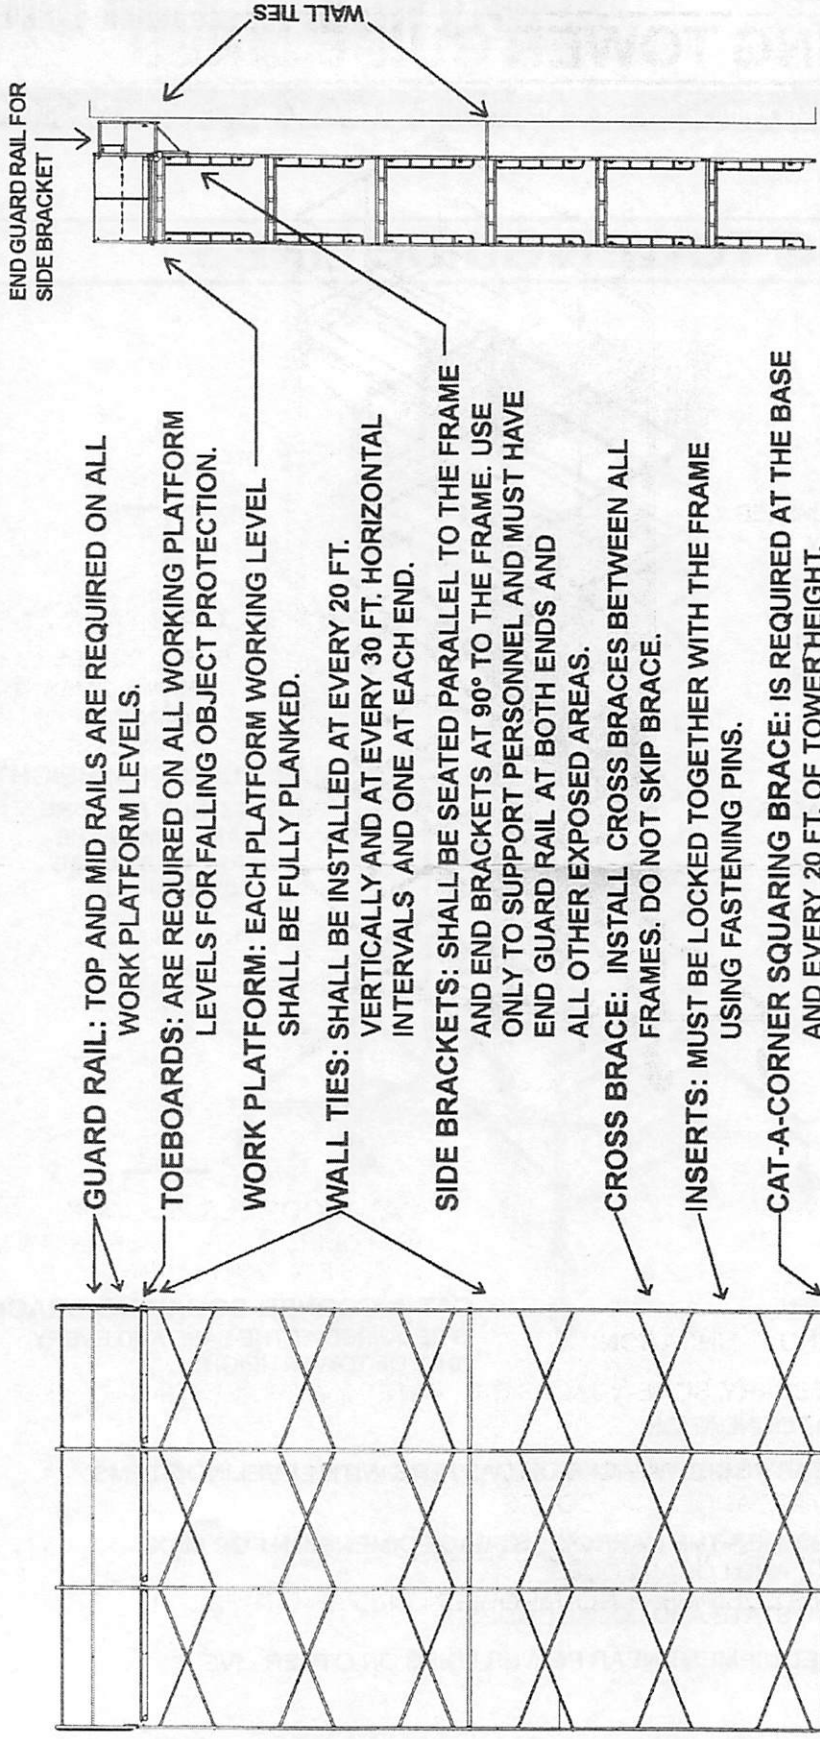 GUARD RAIL: TOP AND MID RAILS ARE REQUIRED ON ALL
WORK PLATFORM LEVELS.
TOEBOARDS: ARE REQUIRED ON ALL WORKING PLATFORM
LEVELS FOR FALLING OBJECT PROTECTION.
WORK PLATFORM: EACH PLATFORM WORKING LEVEL
SHALL BE FULLY PLANKED.
WALL TIES: SHALL BE INSTALLED AT EVERY 20 FT.
VERTICALLY AND AT EVERY 30 FT. HORIZONTAL
INTERVALS AND ONE AT EACH END.
SIDE BRACKETS: SHALL BE SEATED PARALLEL TO THE FRAME
AND END BRACKETS AT 90° TO THE FRAME. USE
ONLY TO SUPPORT PERSONNEL AND MUST HAVE
END GUARD RAIL AT BOTH ENDS AND
ALL OTHER EXPOSED AREAS.
CROSS BRACE: INSTALL CROSS BRACES BETWEEN ALL
FRAMES. DO NOT SKIP BRACE.
INSERTS: MUST BE LOCKED TOGETHER WITH THE FRAME
USING FASTENING PINS.
CAT-A-CORNER SQUARING BRACE: IS REQUIRED AT THE BASE
AND EVERY 20 FT. OF TOWER HEIGHT.
END GUARD RAIL FOR
SIDE BRACKET
WALL TIES